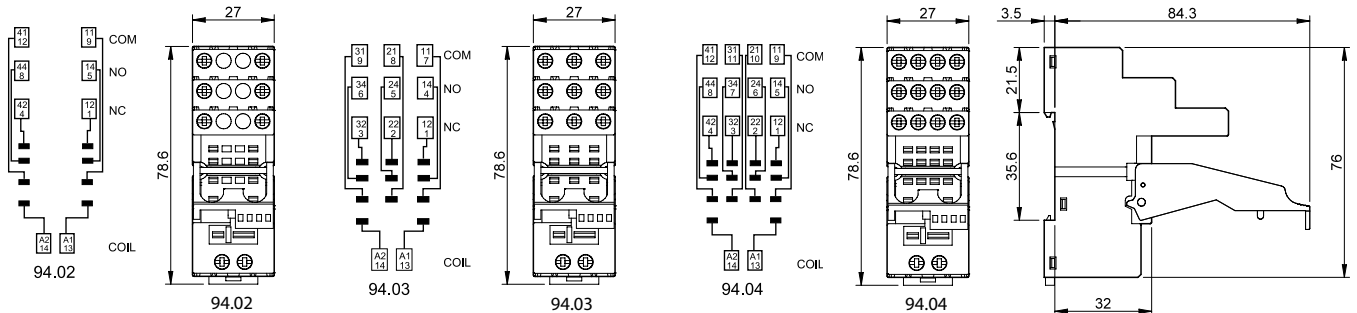 41 12
11 9
COM
44 8
14 5
NO
42 4
12 1
NC
A2 14
A1 13
COIL
94.02
27
78.6
94.02
31 9
21 8
11 7
COM
34 6
24 5
14 4
NO
32 3
22 2
12 1
NC
A2 14
A1 13
COIL
94.03
27
78.6
94.03
41 12
31 11
21 10
11 9
COM
44 8
34 7
24 6
14 5
NO
42 4
32 3
22 2
12 1
NC
A2 14
A1 13
COIL
94.04
27
78.6
94.04
3.5
84.3
21.5
35.6
76
32